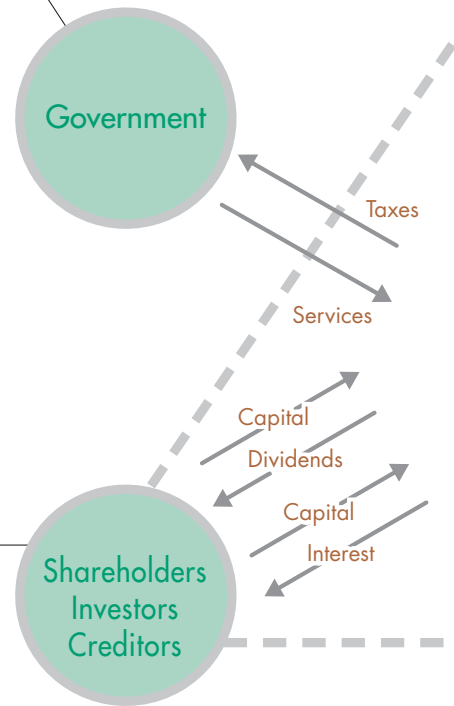 Government
Taxes
Services
Capital
Dividends
Capital
Interest
Shareholders
Investors
Creditors